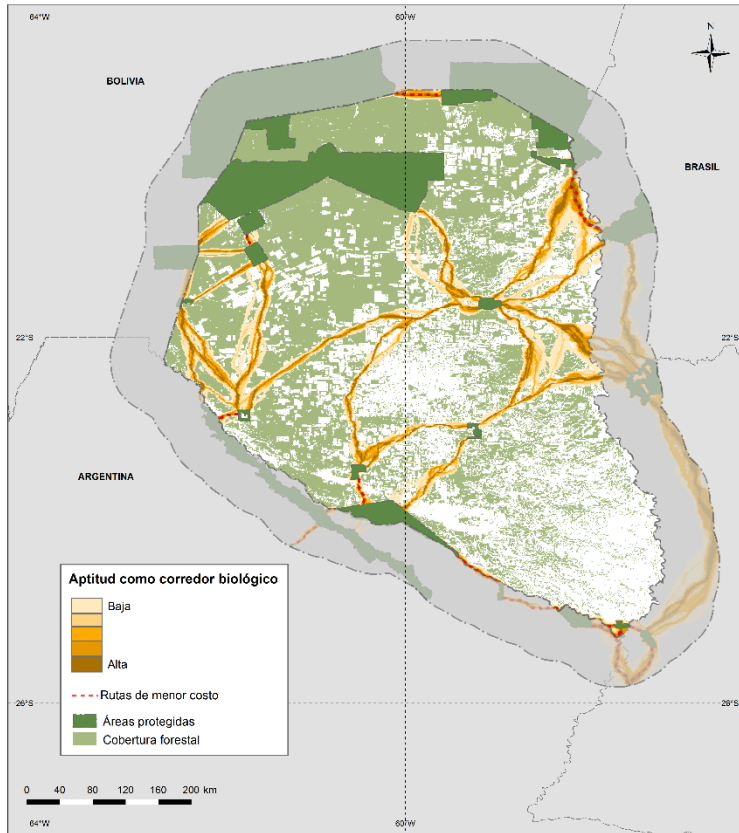 64°W
60°W
N
BOLIVIA
BRASIL
22°S
22°S
ARGENTINA
Aptitud como corredor biológico
Baja
Alta
Rutas de menor costo
Áreas protegidas
Cobertura forestal
26°S
26°S
0 40 80 120 160 200 km
64°W
60°W